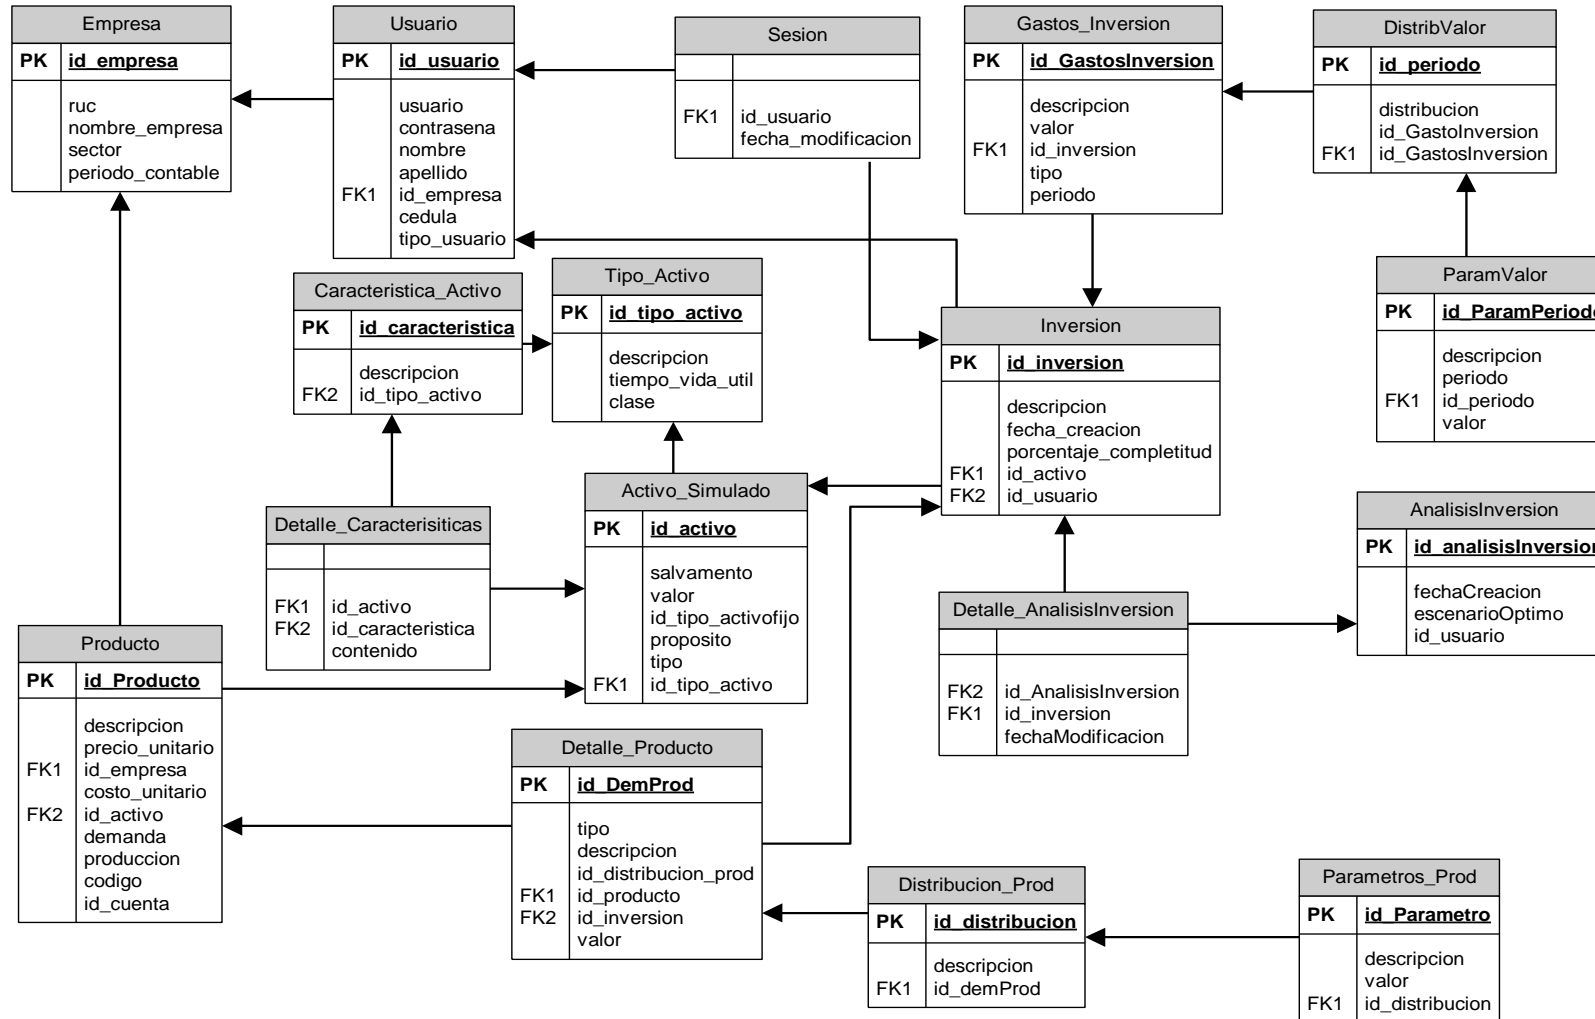 Empresa
PK id_empresa
ruc
nombre_empresa
sector
periodo_contable
Usuario
PK id_usuario
usuario
contrasena
nombre
apellido
FK1 id_empresa
cedula
tipo_usuario
Sesion
FK1 id_usuario
fecha_modificacion
Gastos_Inversion
PK id_GastosInversion
descripcion
valor
FK1 id_inversion
tipo
periodo
DistribValor
PK id_periodo
distribucion
id_GastoInversion
FK1 id_GastosInversion
Caracteristica_Activo
PK id_caracteristica
descripcion
FK2 id_tipo_activo
Tipo_Activo
PK id_tipo_activo
descripcion
tiempo_vida_util
clase
Inversion
PK id_inversion
descripcion
fecha_creacion
porcentaje_completitud
FK1 id_activo
FK2 id_usuario
ParamValor
PK id_ParamPeriodo
descripcion
periodo
FK1 id_periodo
valor
Detalle_Caracterisiticas
FK1 id_activo
FK2 id_caracteristica
contenido
Activo_Simulado
PK id_activo
salvamento
valor
id_tipo_activofijo
proposito
tipo
FK1 id_tipo_activo
AnalisisInversion
PK id_analisisInversion
fechaCreacion
escenarioOptimo
id_usuario
Detalle_AnalisisInversion
FK2 id_AnalisisInversion
FK1 id_inversion
fechaModificacion
Producto
PK id_Producto
descripcion
precio_unitario
FK1 id_empresa
costo_unitario
FK2 id_activo
demanda
produccion
codigo
id_cuenta
Detalle_Producto
PK id_DemProd
tipo
descripcion
id_distribucion_prod
FK1 id_producto
FK2 id_inversion
valor
Distribucion_Prod
PK id_distribucion
descripcion
FK1 id_demProd
Parametros_Prod
PK id_Parametro
descripcion
valor
FK1 id_distribucion